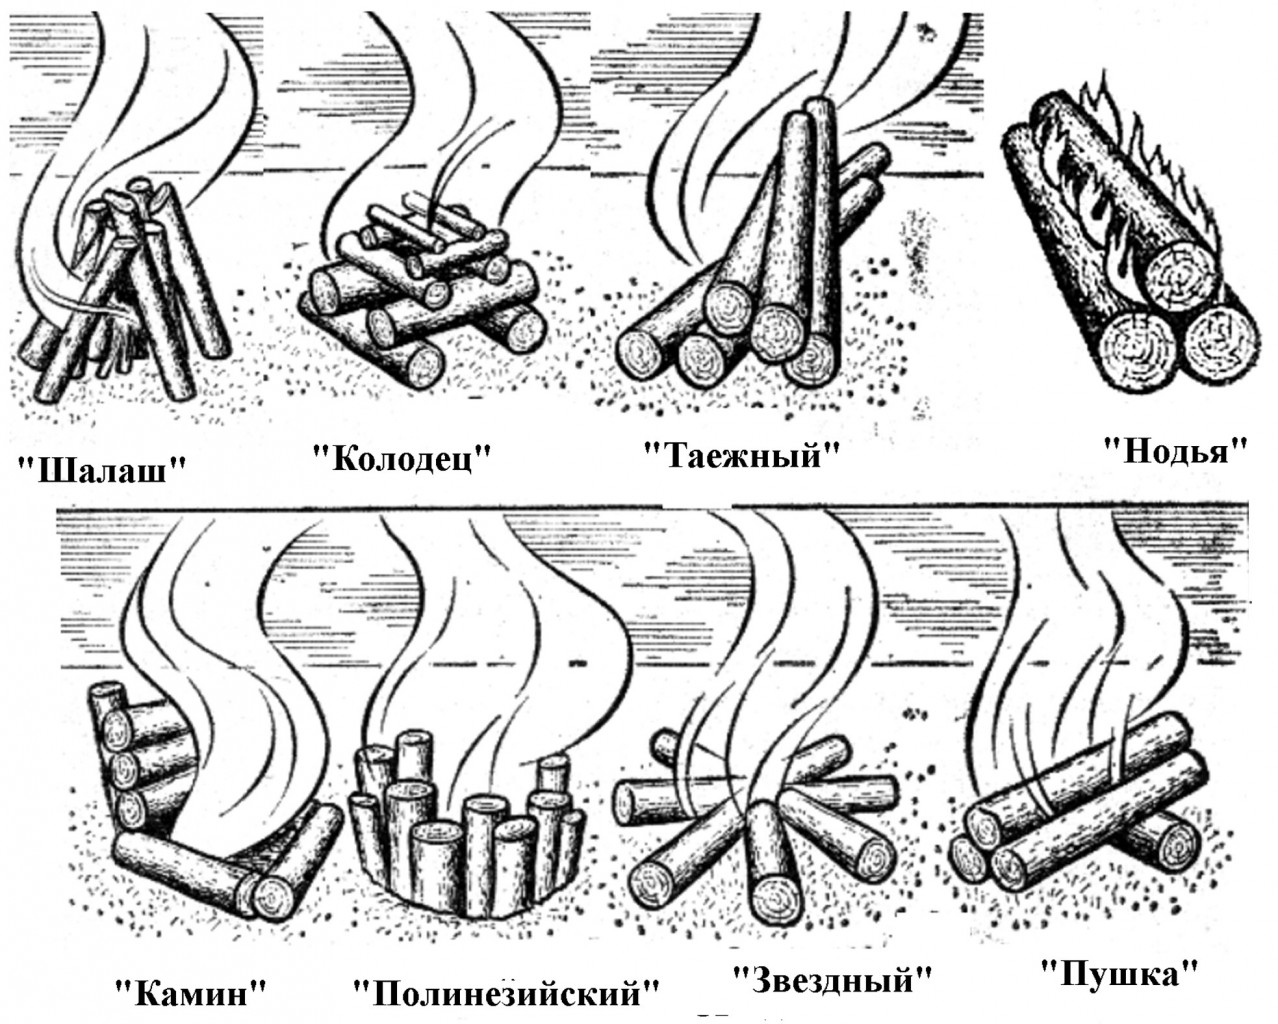 "Шалаш"
"Колодец"
"Таежный"
"Нодья"
"Камин"
"Полинезийский"
"Звездный"
"Пушка"